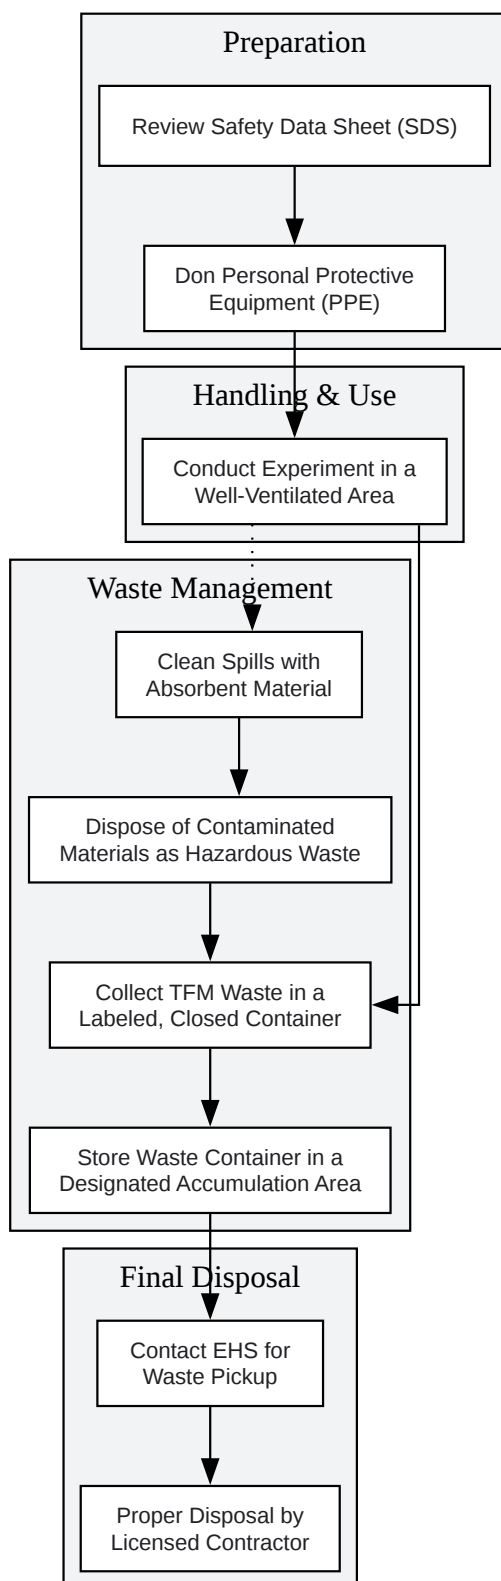 Preparation
Review Safety Data Sheet (SDS)
Don Personal Protective
Equipment (PPE)
Handling & Use
Conduct Experiment in a
Well-Ventilated Area
Waste Management
Clean Spills with
Absorbent Material
Dispose of Contaminated
Materials as Hazardous Waste
Collect TFM Waste in a
Labeled, Closed Container
Store Waste Container in a
Designated Accumulation Area
Final Disposal
Contact EHS for
Waste Pickup
Proper Disposal by
Licensed Contractor